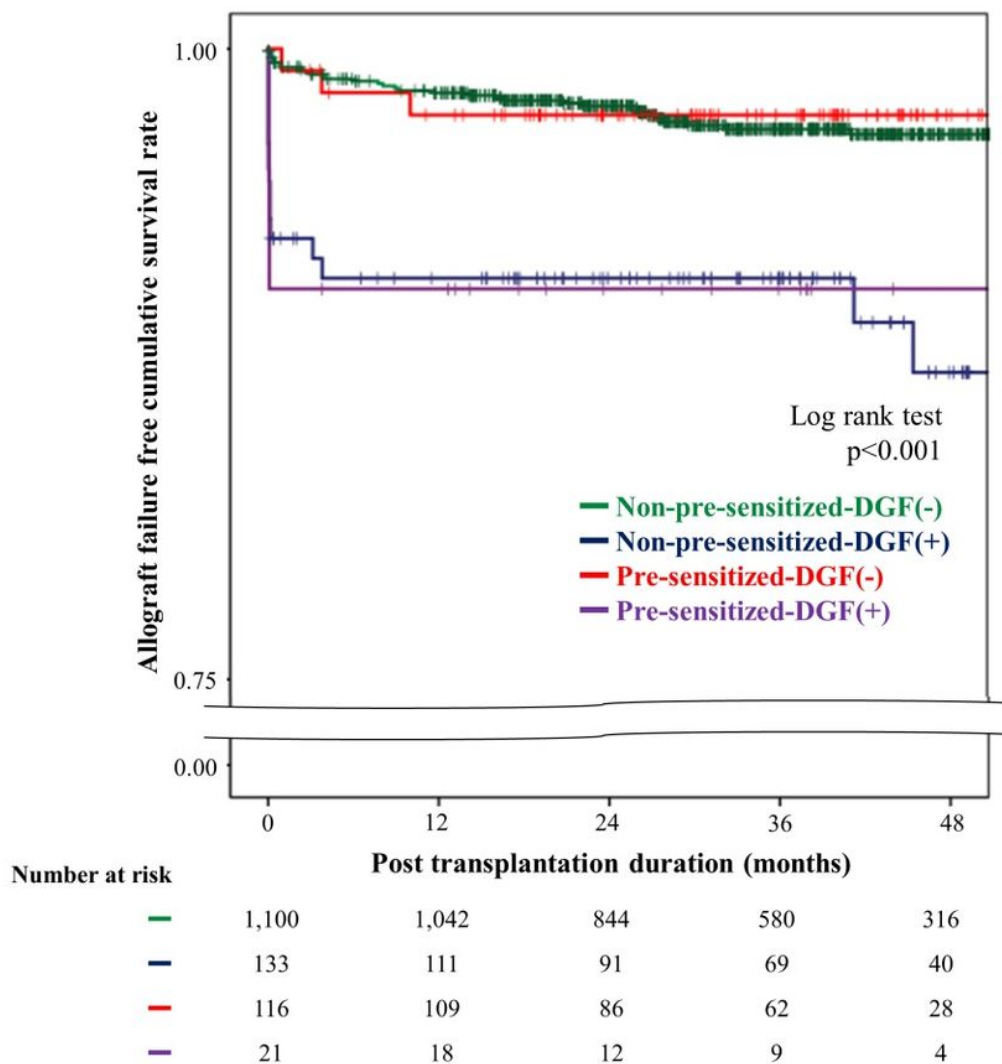 1.00
0.75
0.00
Allograft failure free cumulative survival rate
Log rank test
p<0.001
Non-pre-sensitized-DGF(-)
Non-pre-sensitized-DGF(+)
Pre-sensitized-DGF(-)
Pre-sensitized-DGF(+)
0 12 24 36 48
Post transplantation duration (months)
Number at risk
1,100 1,042 844 580 316
133 111 91 69 40
116 109 86 62 28
21 18 12 9 4